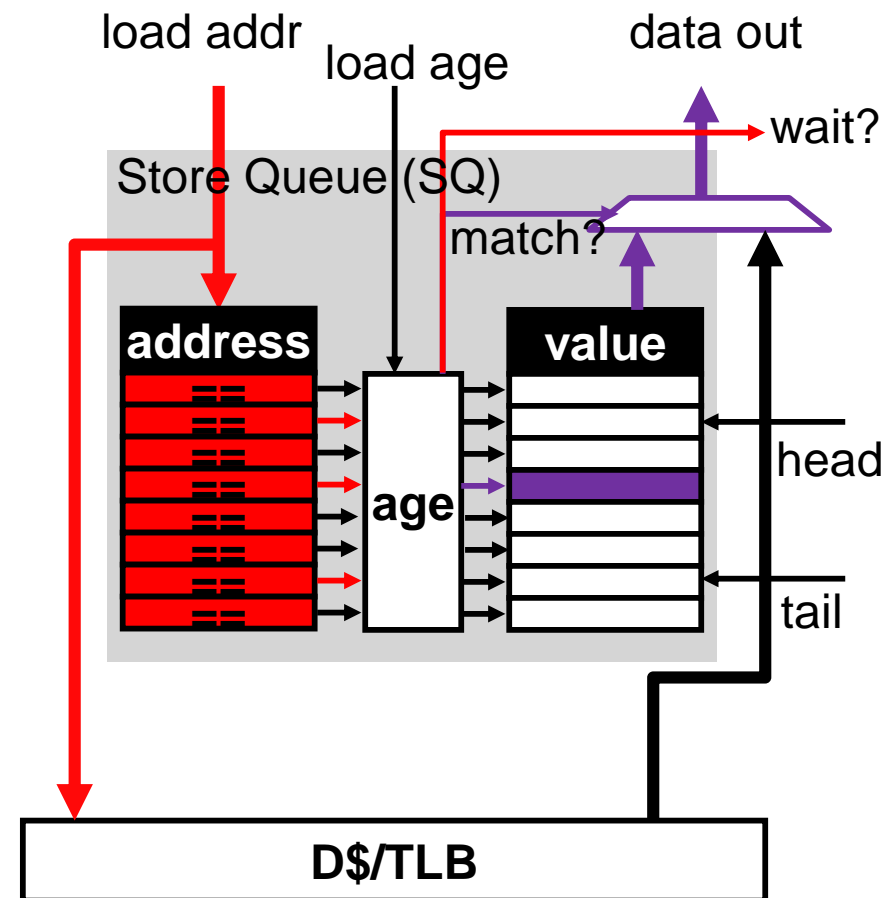 load addr
load age
data out
wait?
Store Queue (SQ)
match?
address
value
==
==
==
==
==
==
==
==
age
head
tail
D$/TLB